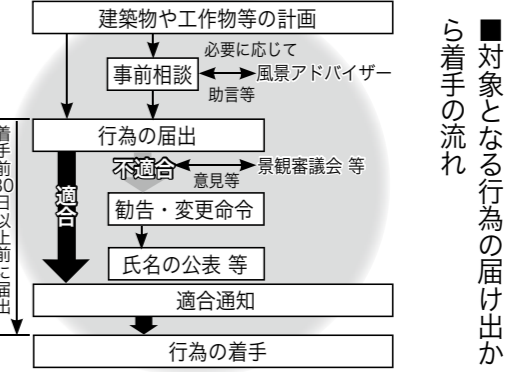 ■対象となる行為の届け出か
ら着手の流れ
建築物や工作物等の計画
必要に応じて
事前相談
風景アドバイザー
助言等
行為の届出
不適合
景観審議会 等
意見等
適合
勧告・変更命令
氏名の公表 等
着手前30日以上前に届出
適合通知
行為の着手